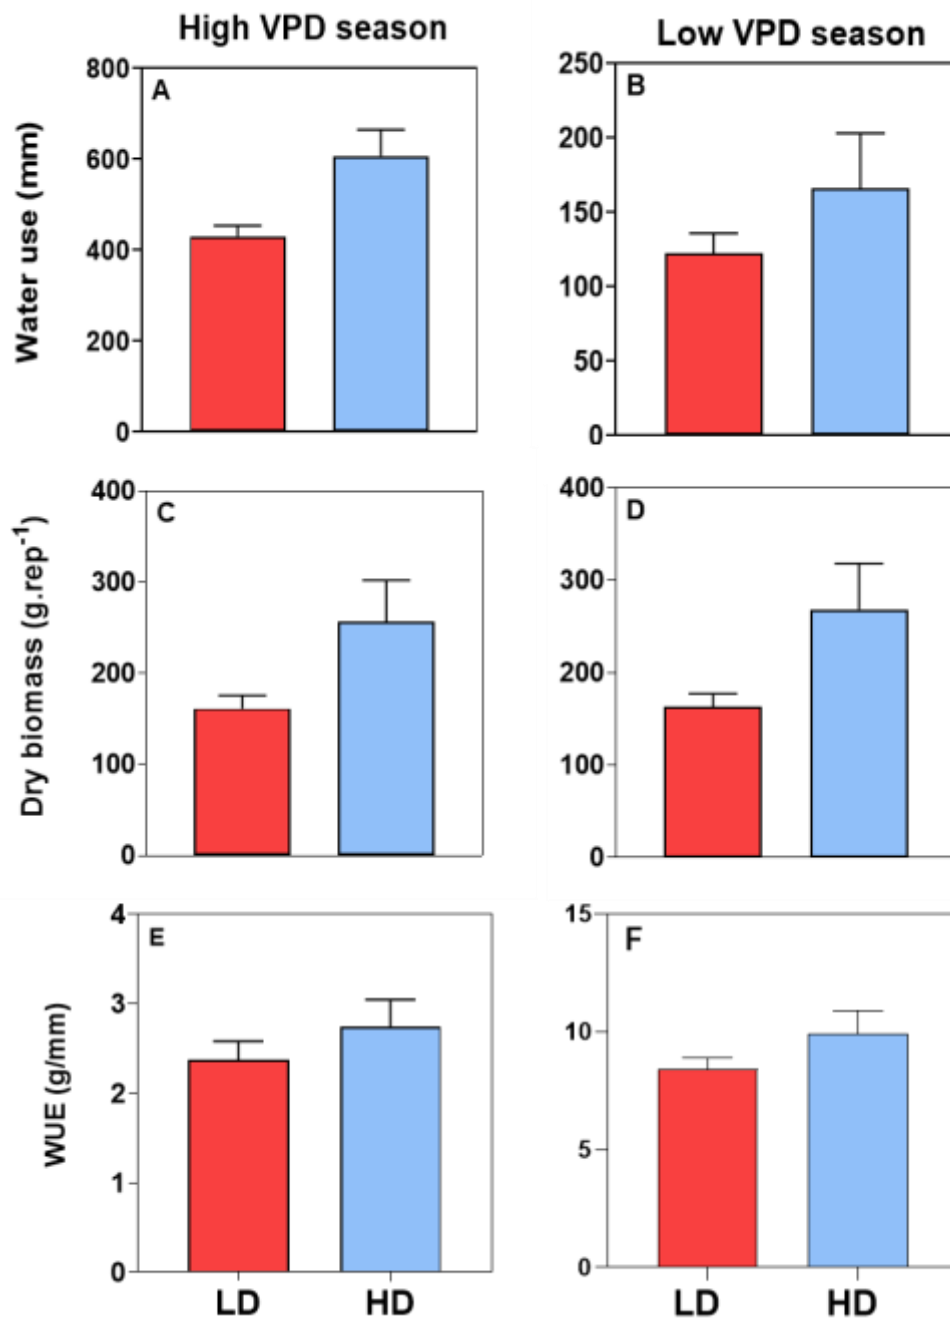 High VPD season
Low VPD season
Water use (mm)
A
800
600
400
200
0
B
250
200
150
100
50
0
Dry biomass (g.rep⁻¹)
C
400
300
200
100
0
D
400
300
200
100
0
WUE (g/mm)
E
4
3
2
1
0
F
15
10
5
0
LD HD
LD HD